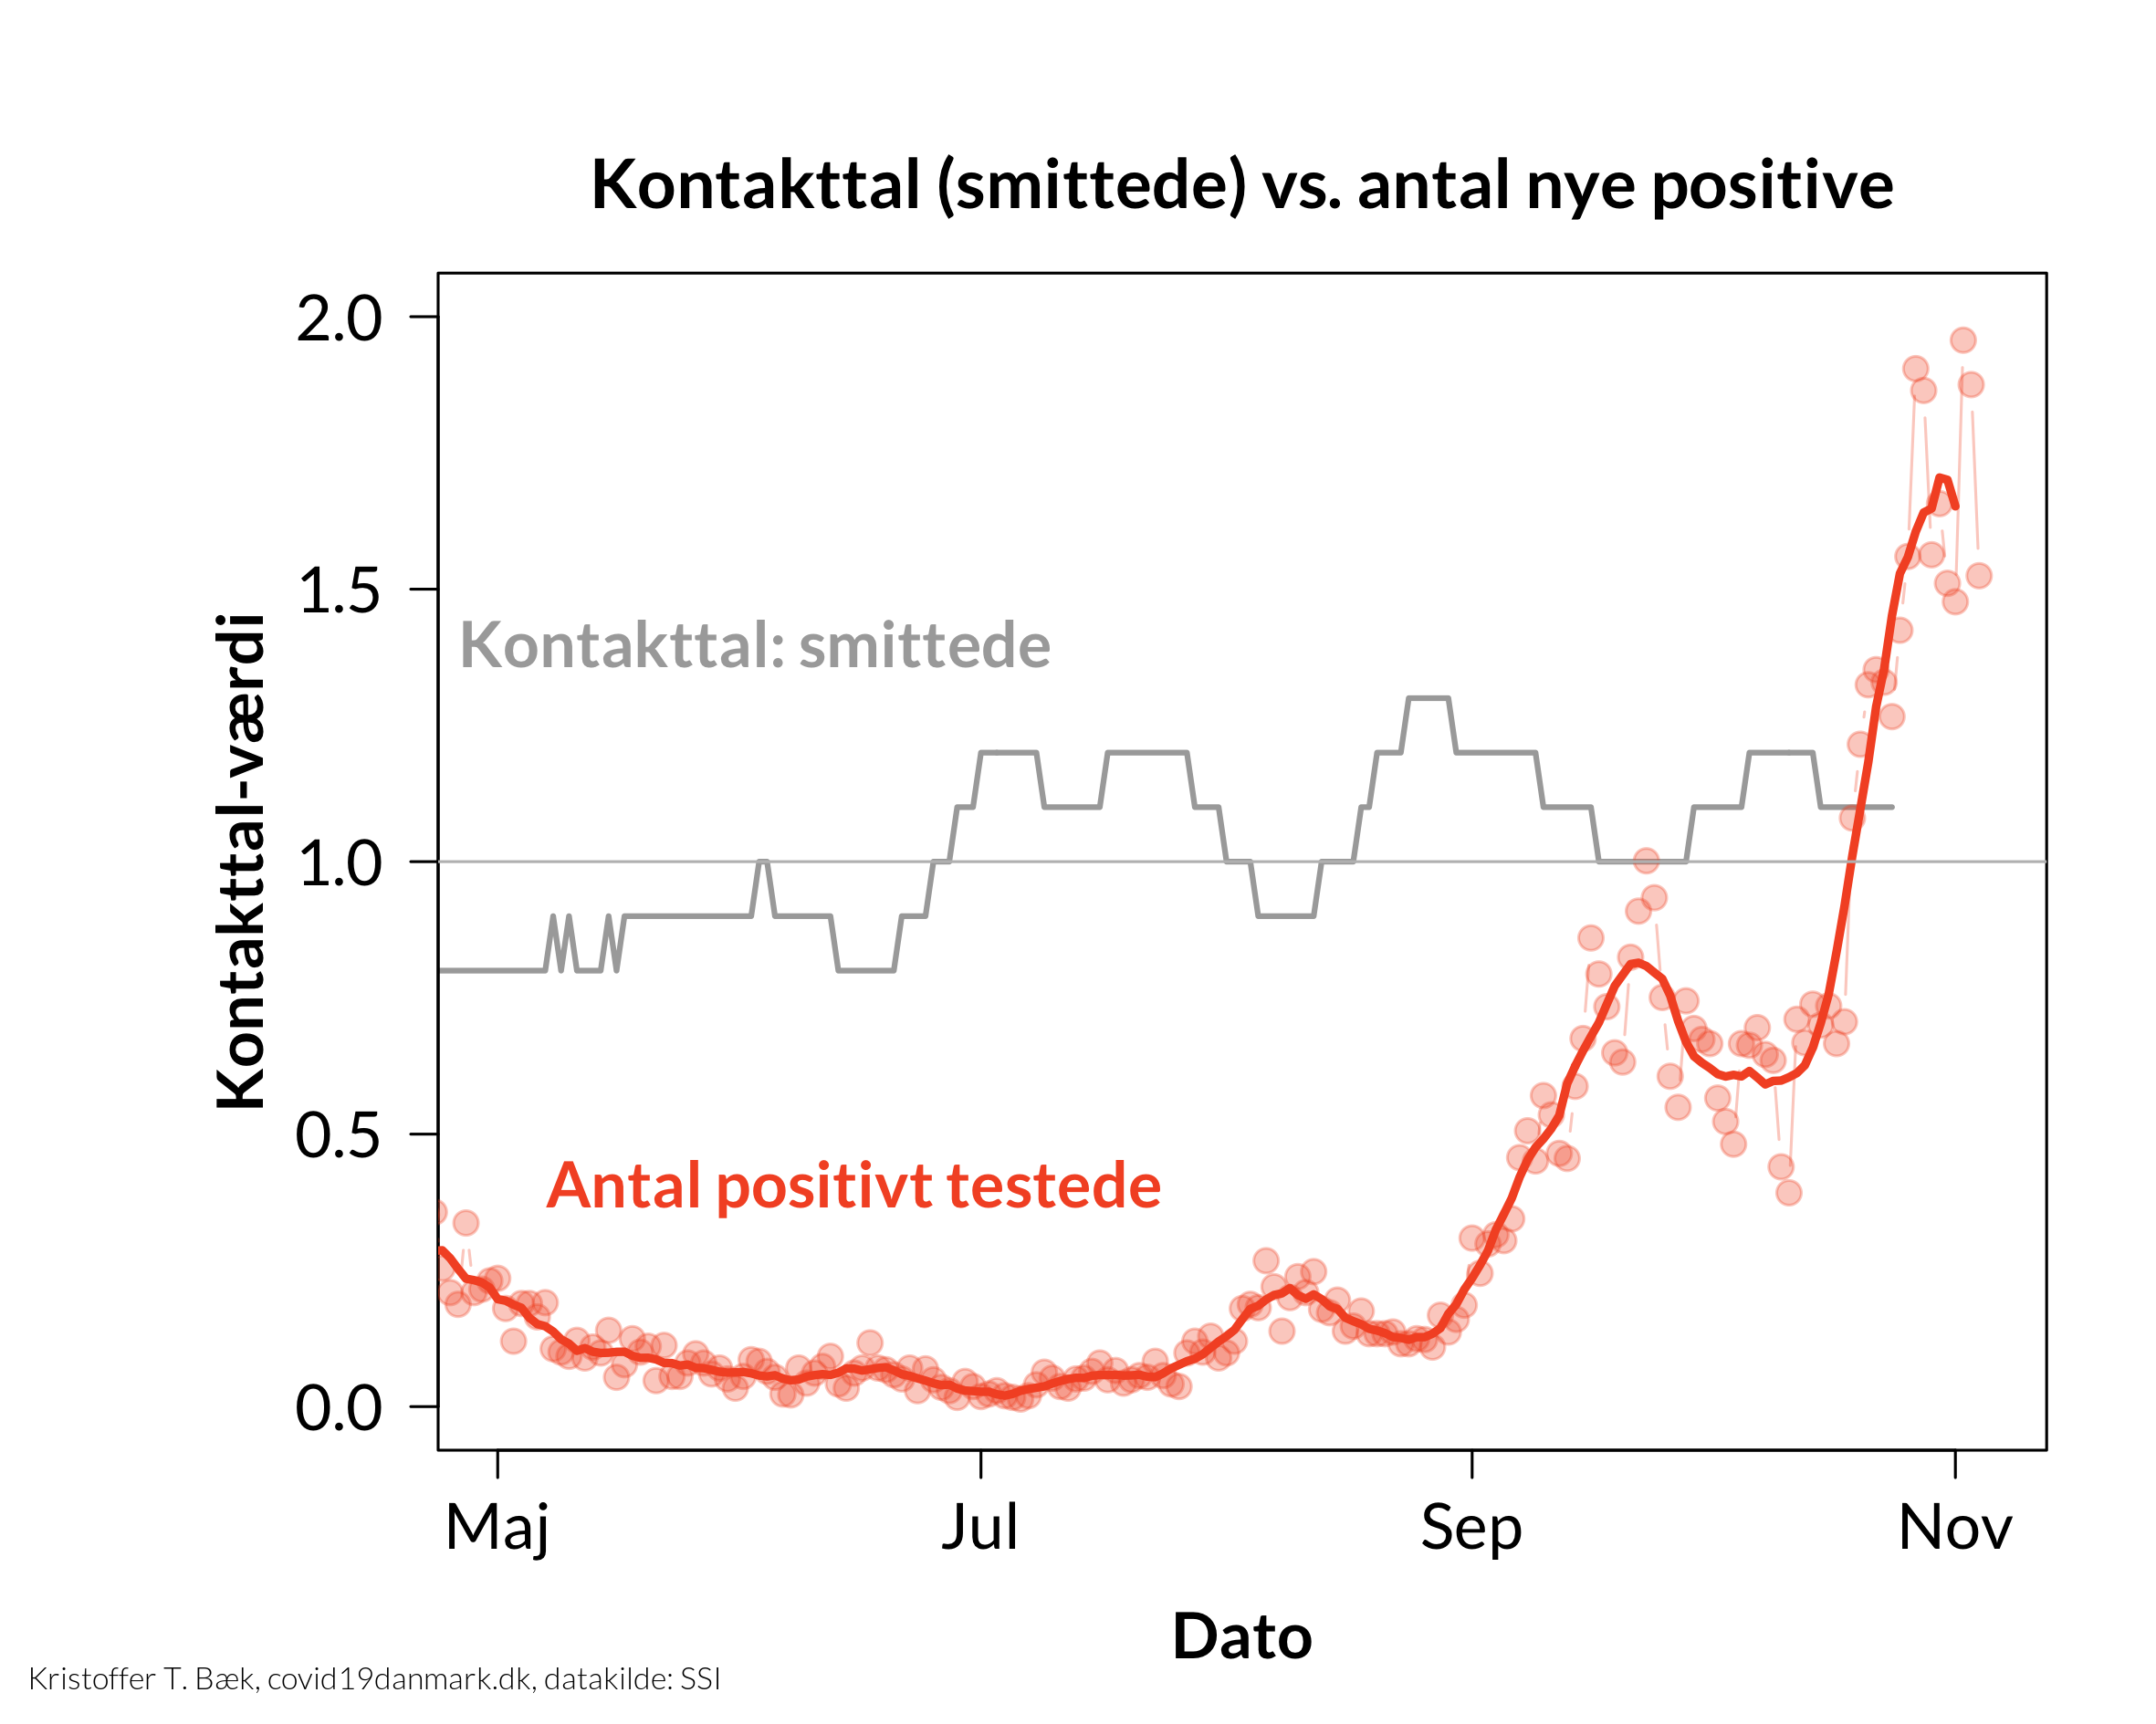 Kontakttal (smittede) vs. antal nye positive
Kontakttal-værdi
2.0
1.5
1.0
0.5
0.0
Kontakttal: smittede
Antal positivt testede
Maj Jul Sep Nov
Dato
Kristoffer T. Bæk, covid19danmark.dk, datakilde: SSI